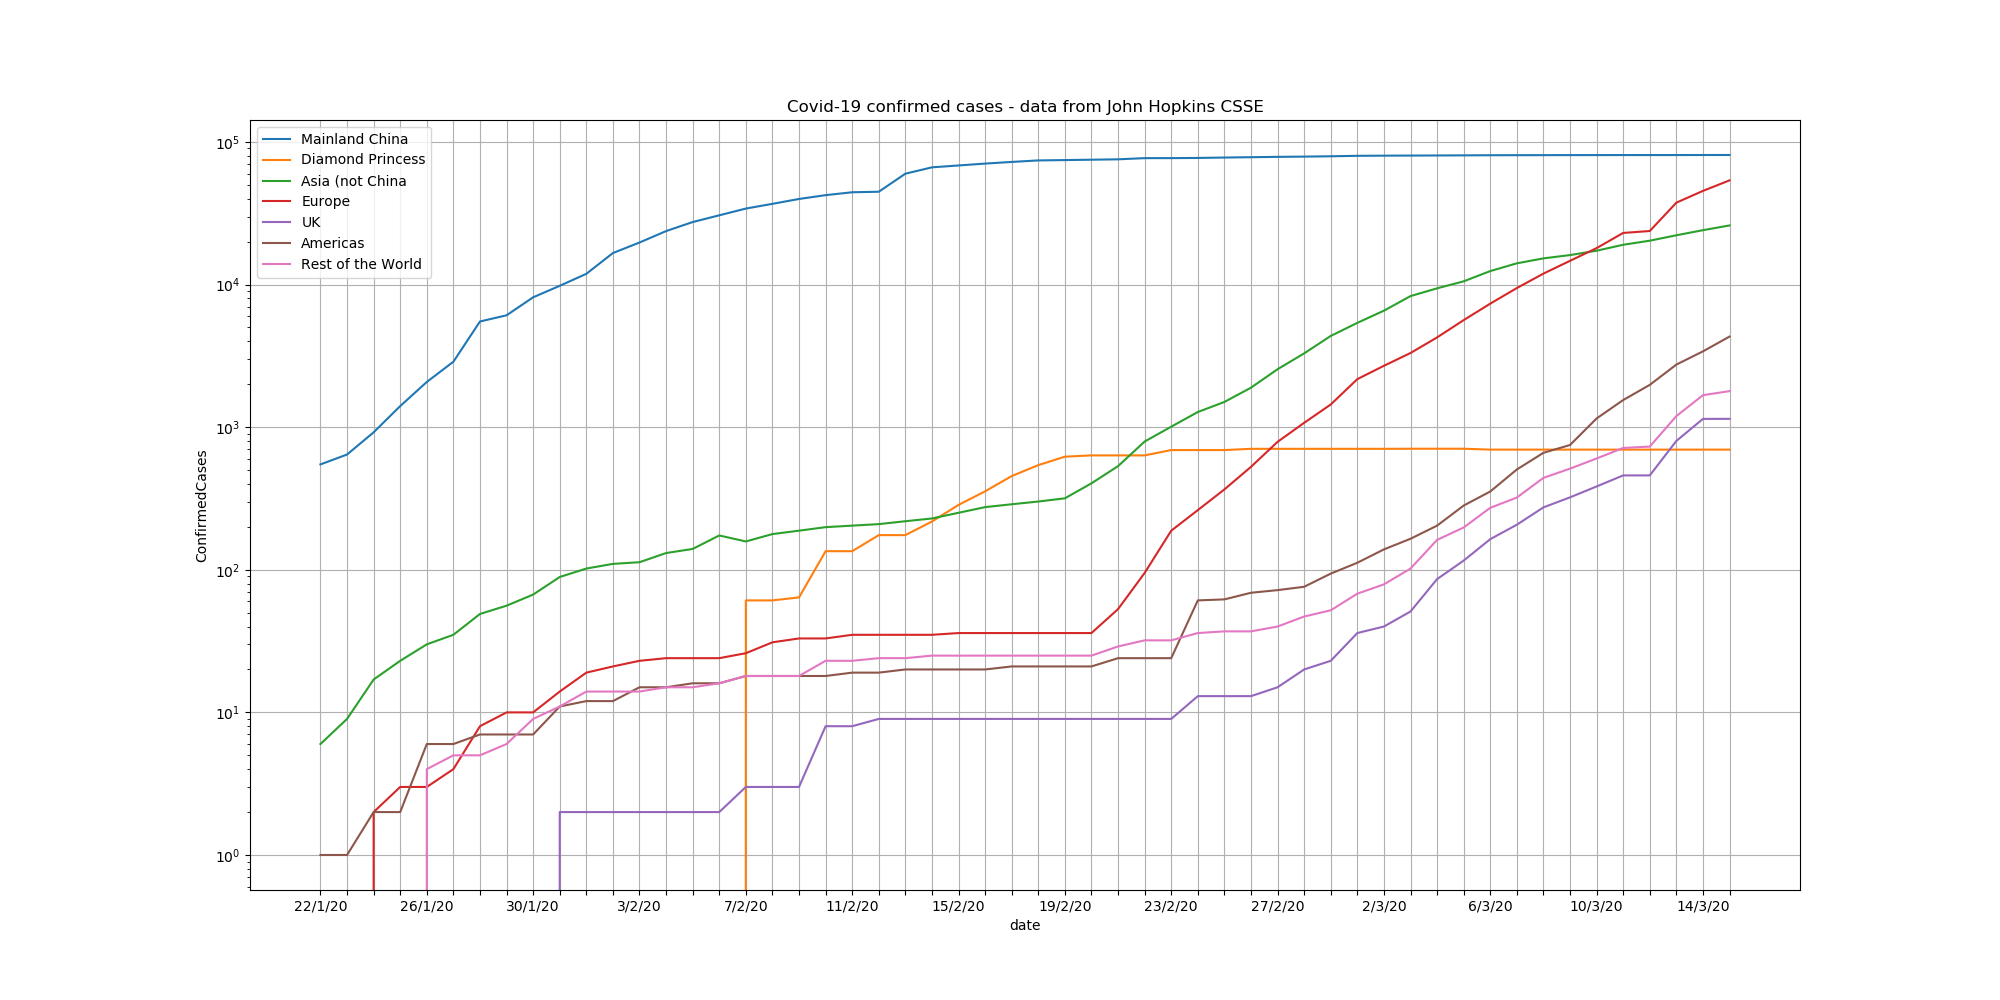 Covid-19 confirmed cases - data from John Hopkins CSSE
Mainland China
Diamond Princess
Asia (not China
Europe
UK
Americas
Rest of the World
10⁵
10⁴
10³
10²
10¹
10⁰
ConfirmedCases
22/1/20 26/1/20 30/1/20 3/2/20 7/2/20 11/2/20 15/2/20 19/2/20 23/2/20 27/2/20 2/3/20 6/3/20 10/3/20 14/3/20
date